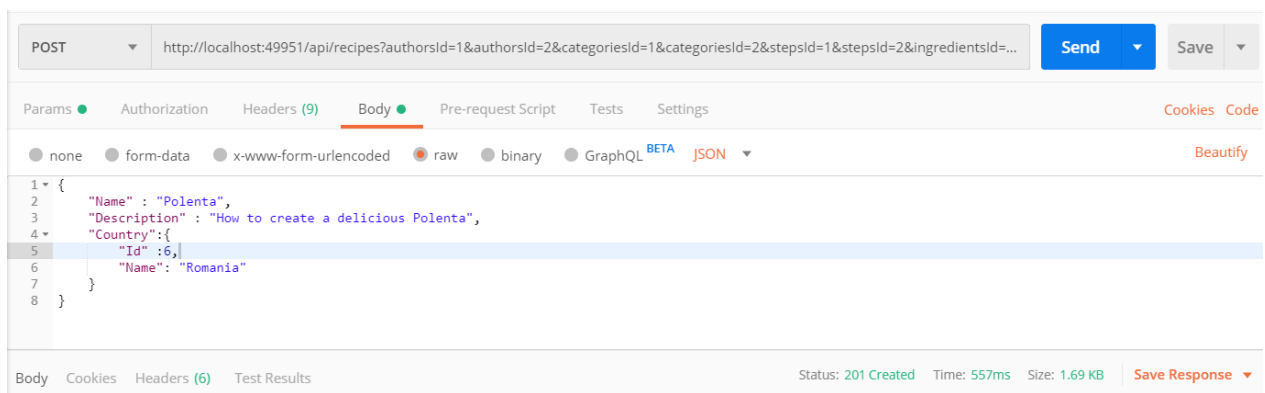 POST http://localhost:49951/api/recipes?authorsId=1&authorsId=2&categoriesId=1&categoriesId=2&stepsId=1&stepsId=2&ingredientsId=... Send Save
Params Authorization Headers (9) Body Pre-request Script Tests Settings Cookies Code
none form-data x-www-form-urlencoded raw binary GraphQL BETA JSON Beautify
1 {
2 "Name" : "Polenta",
3 "Description" : "How to create a delicious Polenta",
4 "Country":{
5 "Id" :6,
6 "Name": "Romania"
7 }
8 }
Body Cookies Headers (6) Test Results Status: 201 Created Time: 557ms Size: 1.69 KB Save Response